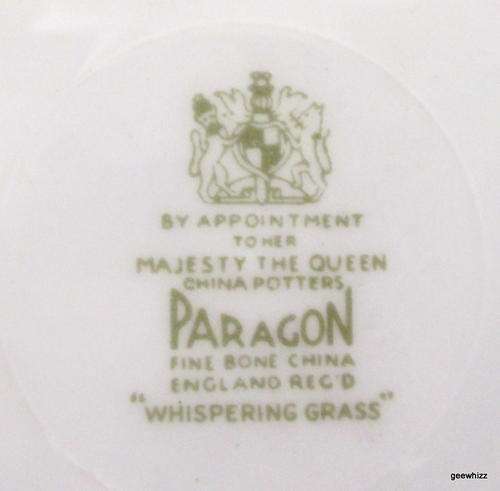 BY APPOINTMENT
TO HER
MAJESTY THE QUEEN
CHINA POTTERS
PARAGON
FINE BONE CHINA
ENGLAND REG'D
"WHISPERING GRASS"
geewhizz